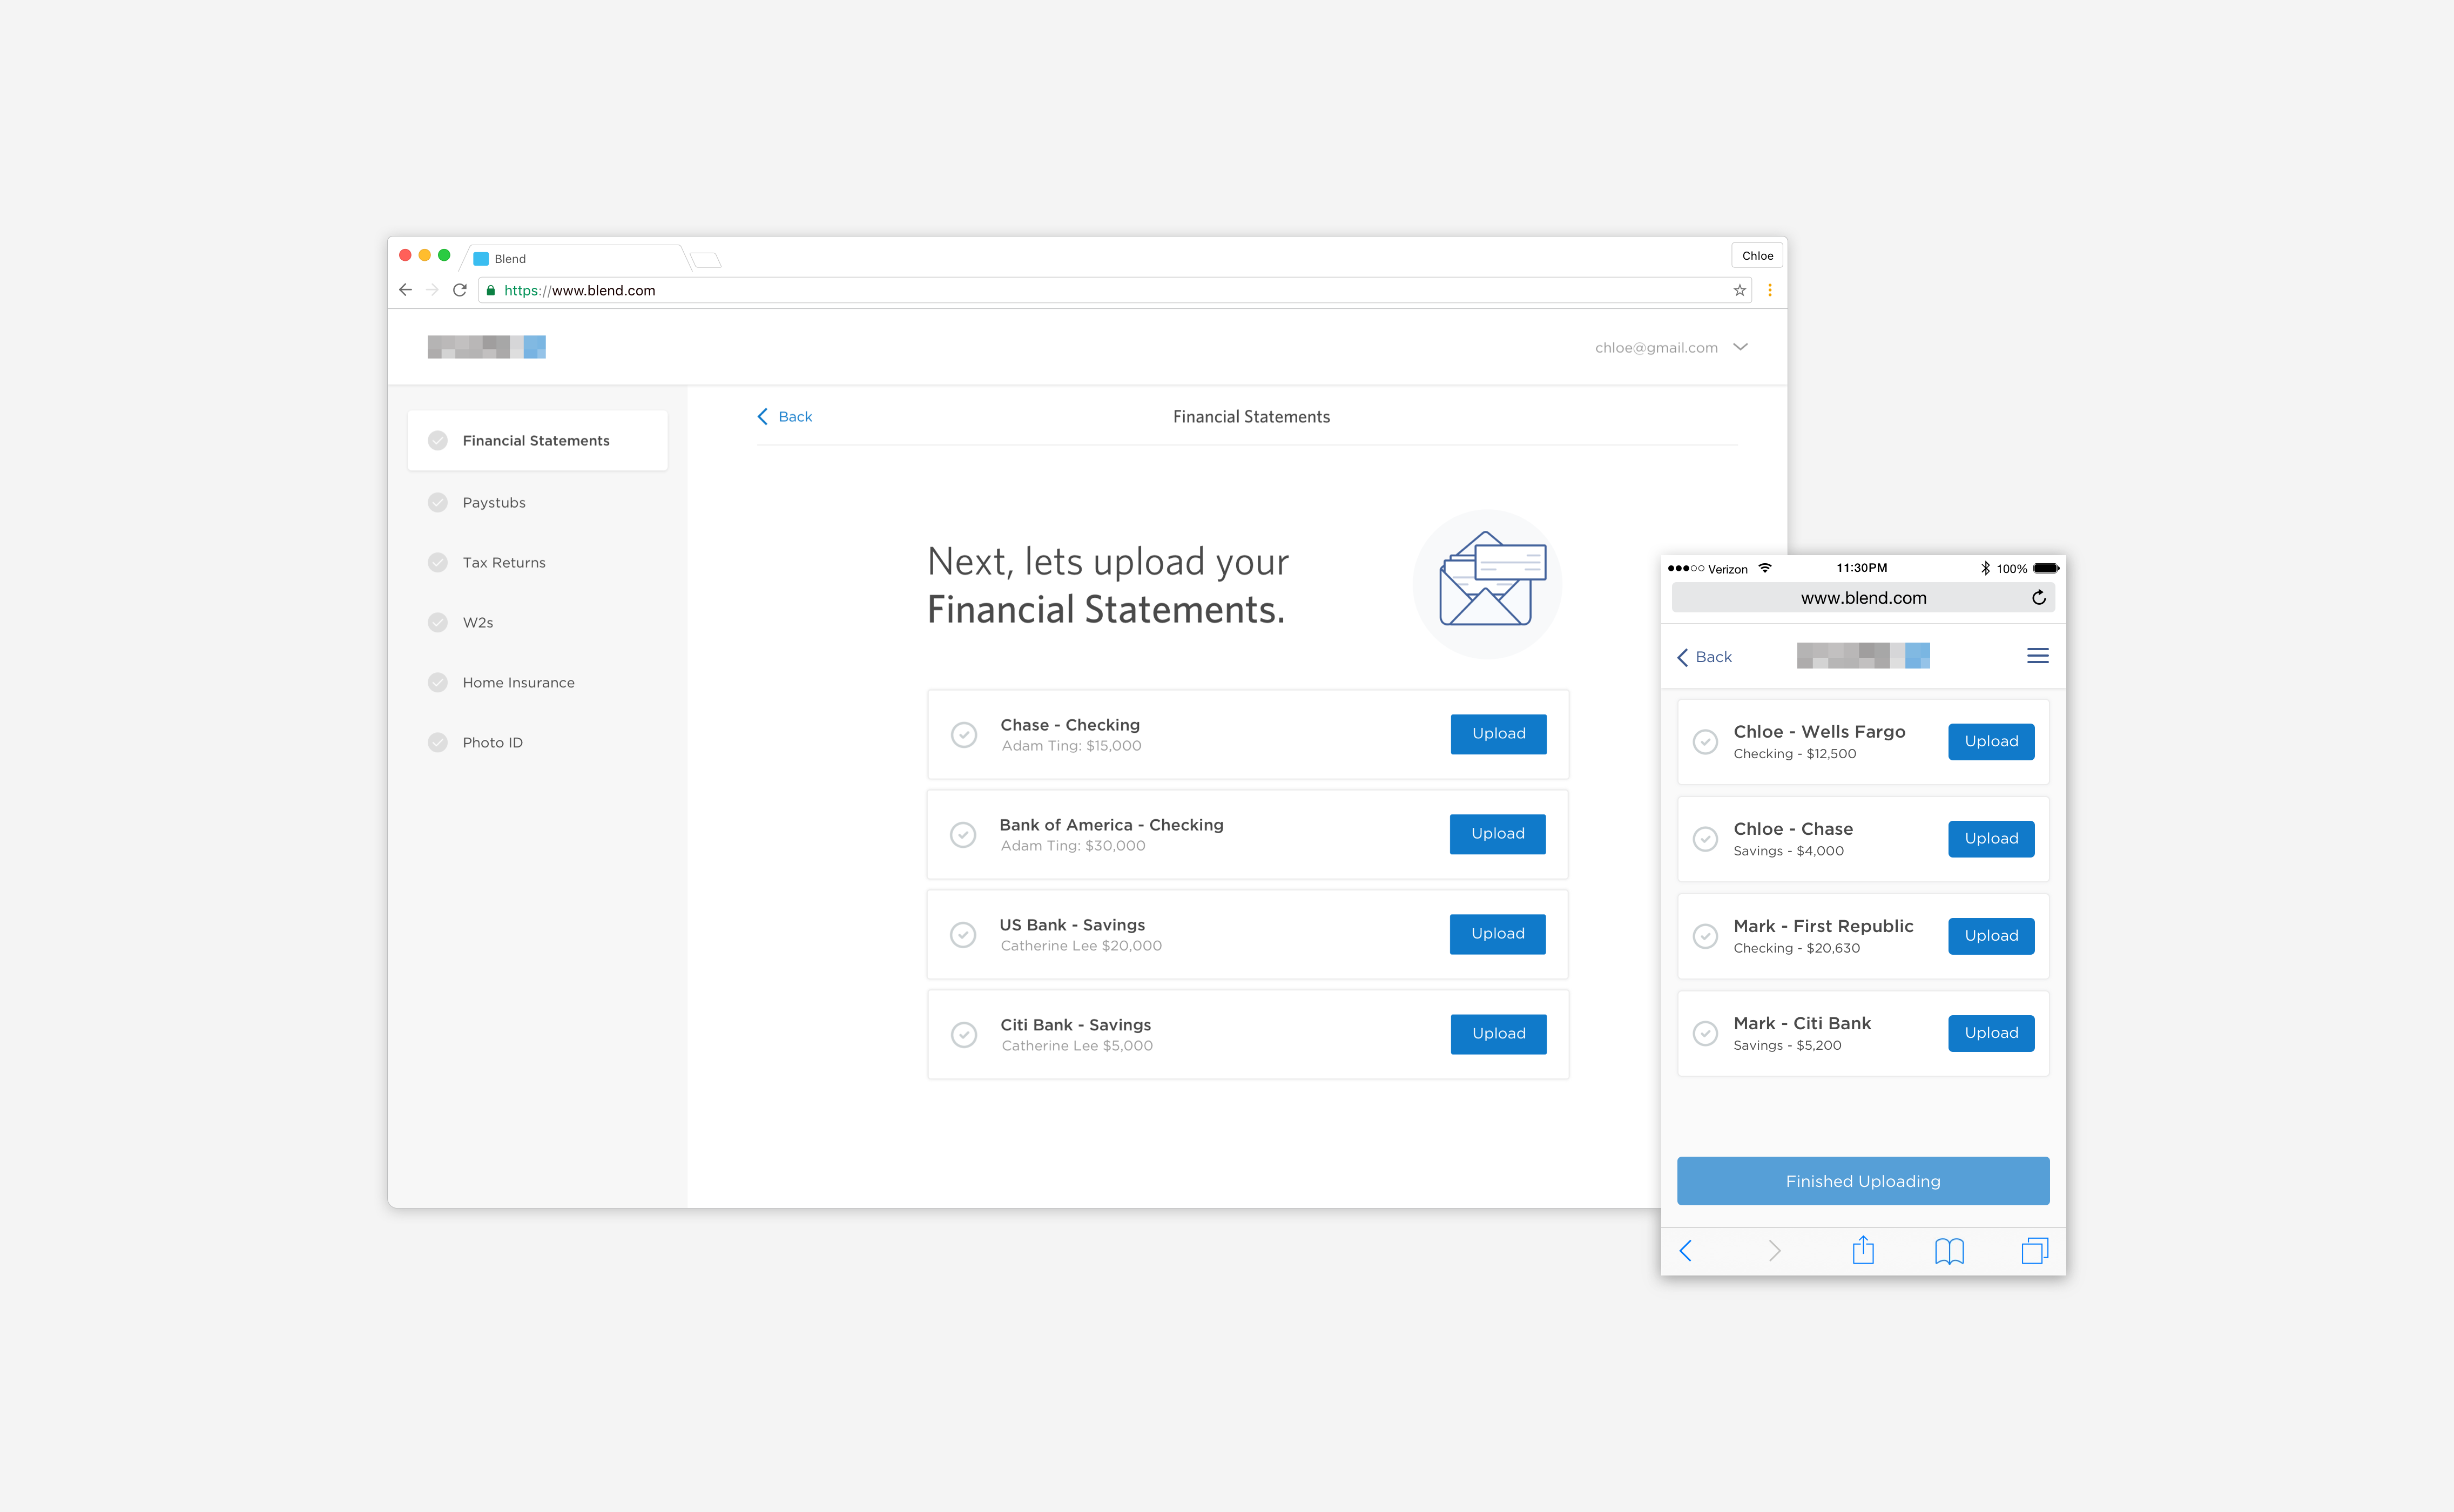 Blend
Chloe
https://www.blend.com
chloe@gmail.com
Financial Statements
Paystubs
Tax Returns
W2s
Home Insurance
Photo ID
Back
Financial Statements
Next, lets upload your
Financial Statements.
Chase - Checking
Adam Ting: $15,000
Upload
Bank of America - Checking
Adam Ting: $30,000
Upload
US Bank - Savings
Catherine Lee $20,000
Upload
Citi Bank - Savings
Catherine Lee $5,000
Upload
Verizon 11:30PM 100%
www.blend.com
Back
Chloe - Wells Fargo
Checking - $12,500
Upload
Chloe - Chase
Savings - $4,000
Upload
Mark - First Republic
Checking - $20,630
Upload
Mark - Citi Bank
Savings - $5,200
Upload
Finished Uploading